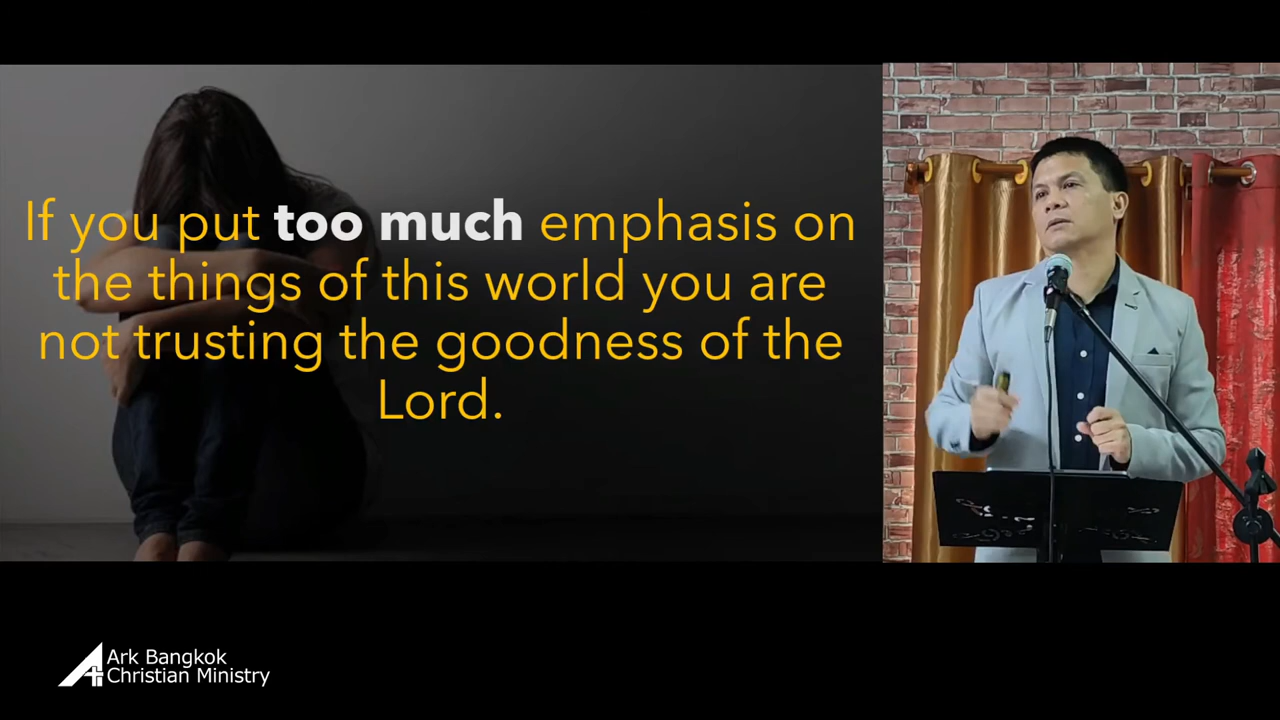 If you put too much emphasis on
the things of this world you are
not trusting the goodness of the
Lord.
Ark Bangkok
Christian Ministry